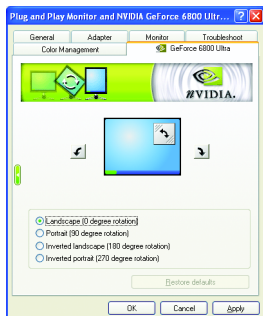 Plug and Play Monitor and NVIDIA GeForce 6800 Ultr...
General Adapter Monitor Troubleshoot
Color Management GeForce 6800 Ultra
NVIDIA.
Landscape (0 degree rotation)
Portrait (90 degree rotation)
Inverted landscape (180 degree rotation)
Inverted portrait (270 degree rotation)
Restore defaults
OK Cancel Apply